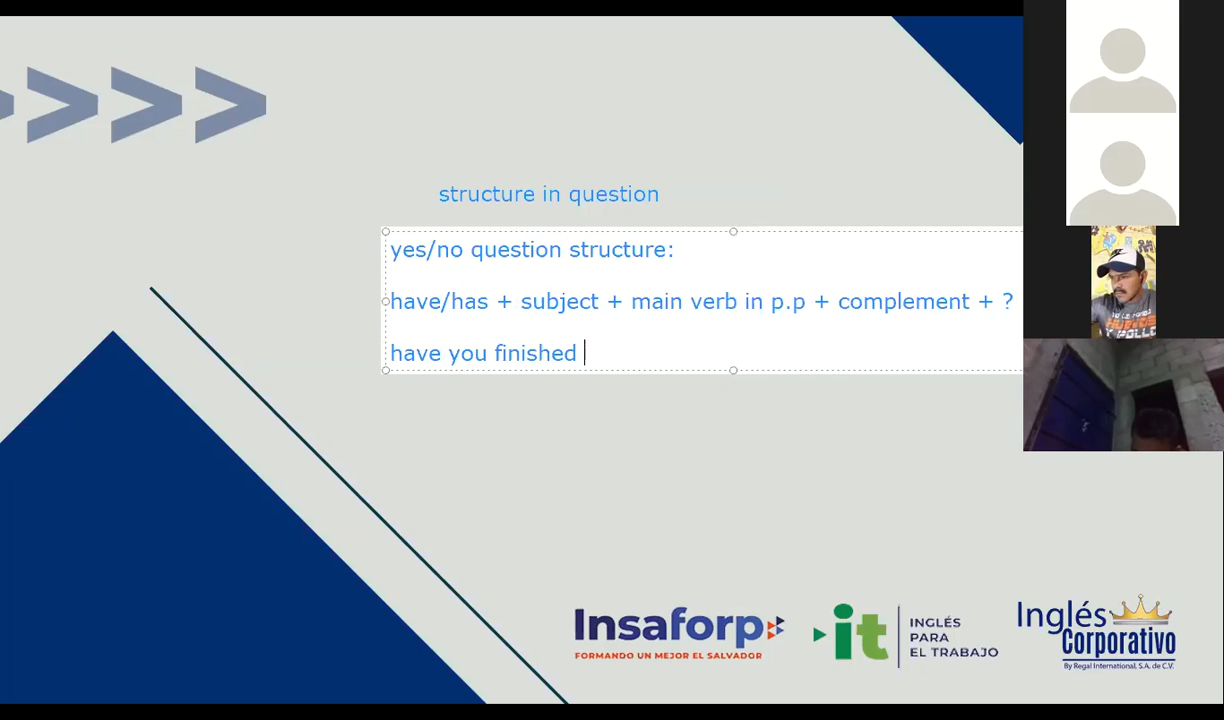 structure in question
yes/no question structure:
have/has + subject + main verb in p.p + complement + ?
have you finished
Insaforp
FORMANDO UN MEJOR EL SALVADOR
it
INGLÉS
PARA
EL TRABAJO
Inglés
Corporativo
By Regal International, S.A. de C.V.